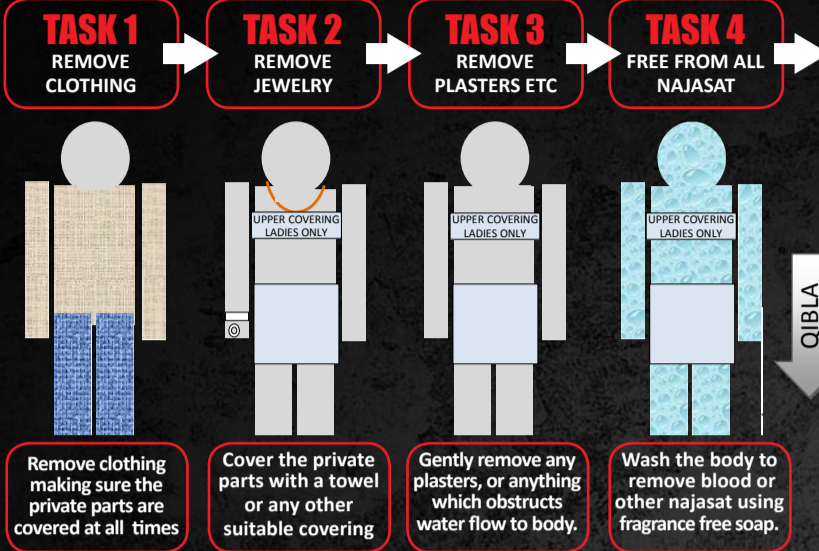 TASK 1
REMOVE
CLOTHING
TASK 2
REMOVE
JEWELRY
TASK 3
REMOVE
PLASTERS ETC
TASK 4
FREE FROM ALL
NAJASAT
UPPER COVERING
LADIES ONLY
UPPER COVERING
LADIES ONLY
UPPER COVERING
LADIES ONLY
QIBLA
Remove clothing
making sure the
private parts are
covered at all times
Cover the private
parts with a towel
or any other
suitable covering
Gently remove any
plasters, or anything
which obstructs
water flow to body.
Wash the body to
remove blood or
other najasat using
fragrance free soap.